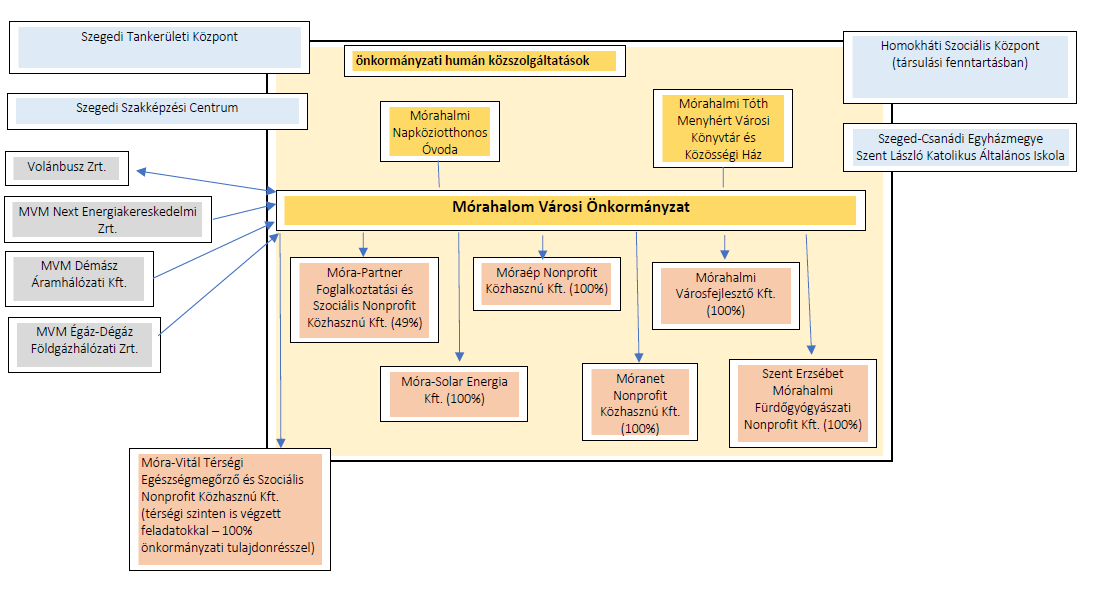 Szegedi Tankerületi Központ
önkormányzati humán közszolgáltatások
Homokháti Szociális Központ
(társulási fenntartásban)
Szegedi Szakképzési Centrum
Mórahalmi
Napköziotthonos
Óvoda
Mórahalmi Tóth
Menyhért Városi
Könyvtár és
Közösségi Ház
Szeged-Csanádi Egyházmegye
Szent László Katolikus Általános Iskola
Volánbusz Zrt.
MVM Next Energiakereskedelmi
Zrt.
MVM Démász
Áramhálózati Kft.
MVM Égáz-Dégáz
Földgázhálózati Zrt.
Mórahalom Városi Önkormányzat
Móra-Partner
Foglalkoztatási és
Szociális Nonprofit
Közhasznú Kft. (49%)
Móraép Nonprofit
Közhasznú Kft. (100%)
Mórahalmi
Városfejlesztő Kft.
(100%)
Móra-Solar Energia
Kft. (100%)
Móranet
Nonprofit
Közhasznú Kft.
(100%)
Szent Erzsébet
Mórahalmi
Fürdőgyógyászati
Nonprofit Kft. (100%)
Móra-Vitál Térségi
Egészségmegőrző és Szociális
Nonprofit Közhasznú Kft.
(térségi szinten is végzett
feladatokkal – 100%
önkormányzati tulajdonrésszel)